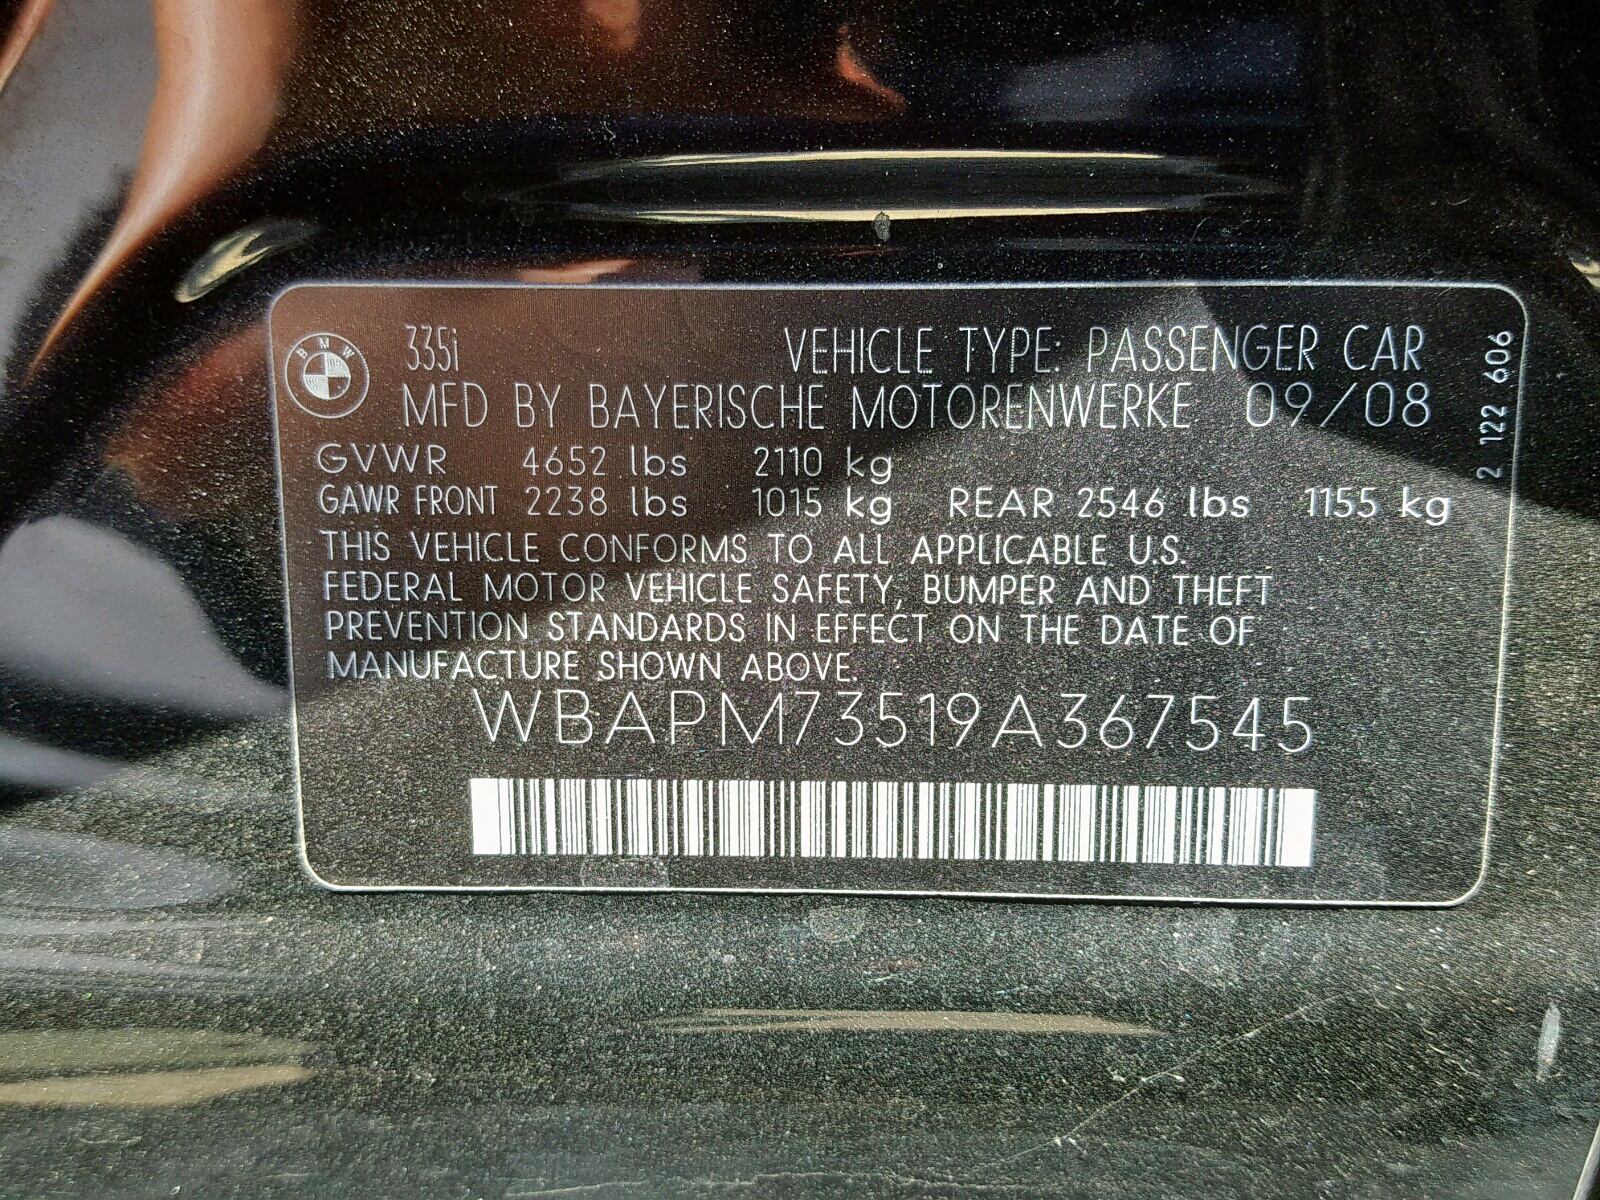 BMW
335i VEHICLE TYPE: PASSENGER CAR
MFD BY BAYERISCHE MOTORENWERKE 09/08
GVWR 4652 lbs 2110 kg
GAWR FRONT 2238 lbs 1015 kg REAR 2546 lbs 1155 kg
THIS VEHICLE CONFORMS TO ALL APPLICABLE U.S.
FEDERAL MOTOR VEHICLE SAFETY, BUMPER AND THEFT
PREVENTION STANDARDS IN EFFECT ON THE DATE OF
MANUFACTURE SHOWN ABOVE.
WBAPM73519A367545
2 122 606